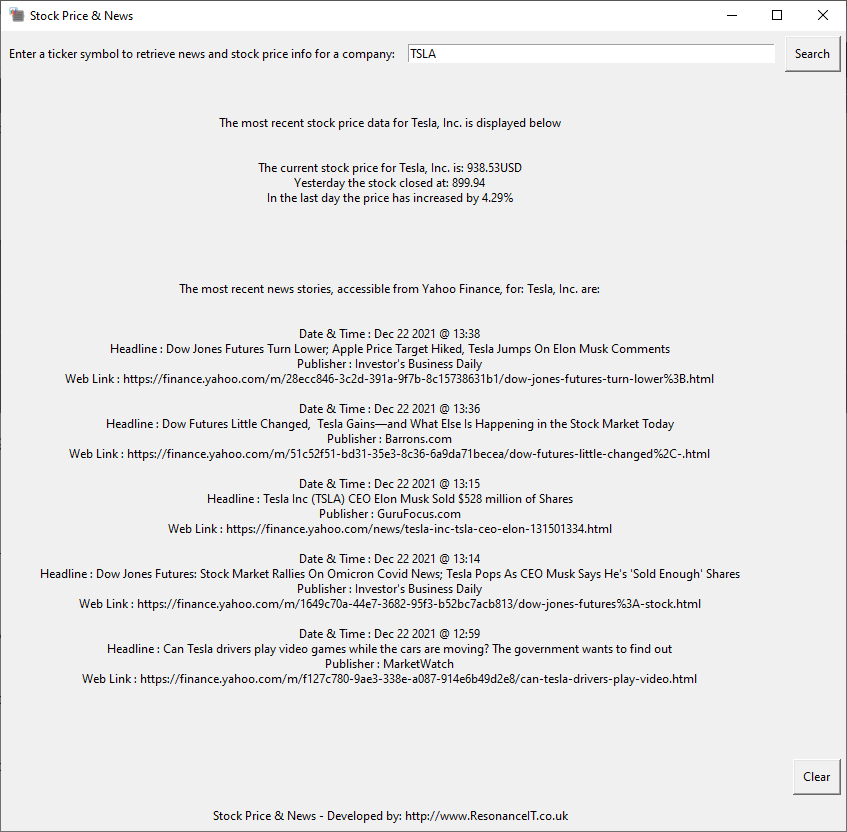 Stock Price & News
Enter a ticker symbol to retrieve news and stock price info for a company: TSLA Search
The most recent stock price data for Tesla, Inc. is displayed below
The current stock price for Tesla, Inc. is: 938.53USD
Yesterday the stock closed at: 899.94
In the last day the price has increased by 4.29%
The most recent news stories, accessible from Yahoo Finance, for: Tesla, Inc. are:
Date & Time : Dec 22 2021 @ 13:38
Headline : Dow Jones Futures Turn Lower; Apple Price Target Hiked, Tesla Jumps On Elon Musk Comments
Publisher : Investor's Business Daily
Web Link : https://finance.yahoo.com/m/28ecc846-3c2d-391a-9f7b-8c15738631b1/dow-jones-futures-turn-lower%3B.html
Date & Time : Dec 22 2021 @ 13:36
Headline : Dow Futures Little Changed,  Tesla Gains—and What Else Is Happening in the Stock Market Today
Publisher : Barrons.com
Web Link : https://finance.yahoo.com/m/51c52f51-bd31-35e3-8c36-6a9da71becea/dow-futures-little-changed%2C-.html
Date & Time : Dec 22 2021 @ 13:15
Headline : Tesla Inc (TSLA) CEO Elon Musk Sold $528 million of Shares
Publisher : GuruFocus.com
Web Link : https://finance.yahoo.com/news/tesla-inc-tsla-ceo-elon-131501334.html
Date & Time : Dec 22 2021 @ 13:14
Headline : Dow Jones Futures: Stock Market Rallies On Omicron Covid News; Tesla Pops As CEO Musk Says He's 'Sold Enough' Shares
Publisher : Investor's Business Daily
Web Link : https://finance.yahoo.com/m/1649c70a-44e7-3682-95f3-b52bc7acb813/dow-jones-futures%3A-stock.html
Date & Time : Dec 22 2021 @ 12:59
Headline : Can Tesla drivers play video games while the cars are moving? The government wants to find out
Publisher : MarketWatch
Web Link : https://finance.yahoo.com/m/f127c780-9ae3-338e-a087-914e6b49d2e8/can-tesla-drivers-play-video.html
Clear
Stock Price & News - Developed by: http://www.ResonanceIT.co.uk